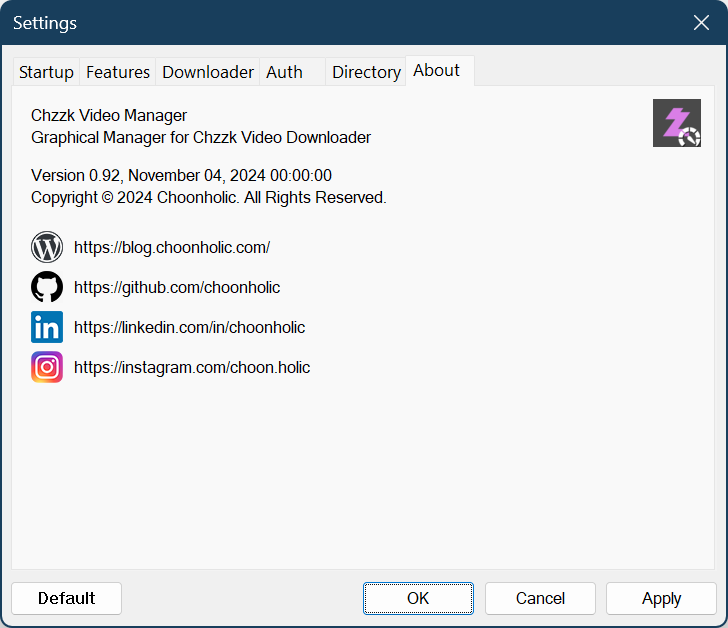 Settings
Startup Features Downloader Auth Directory About
Chzzk Video Manager
Graphical Manager for Chzzk Video Downloader
Version 0.92, November 04, 2024 00:00:00
Copyright © 2024 Choonholic. All Rights Reserved.
https://blog.choonholic.com/
https://github.com/choonholic
https://linkedin.com/in/choonholic
https://instagram.com/choon.holic
Default OK Cancel Apply